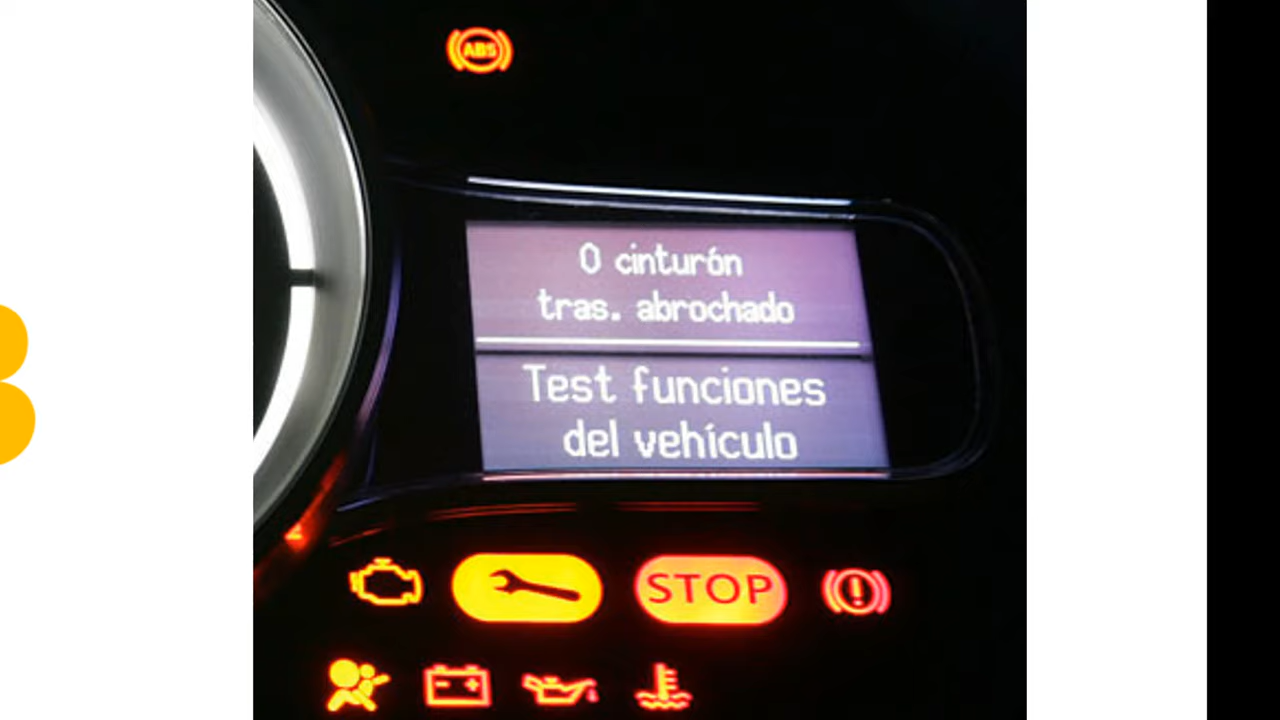 ABS
0 cinturón
tras. abrochado
Test funciones
del vehículo
STOP